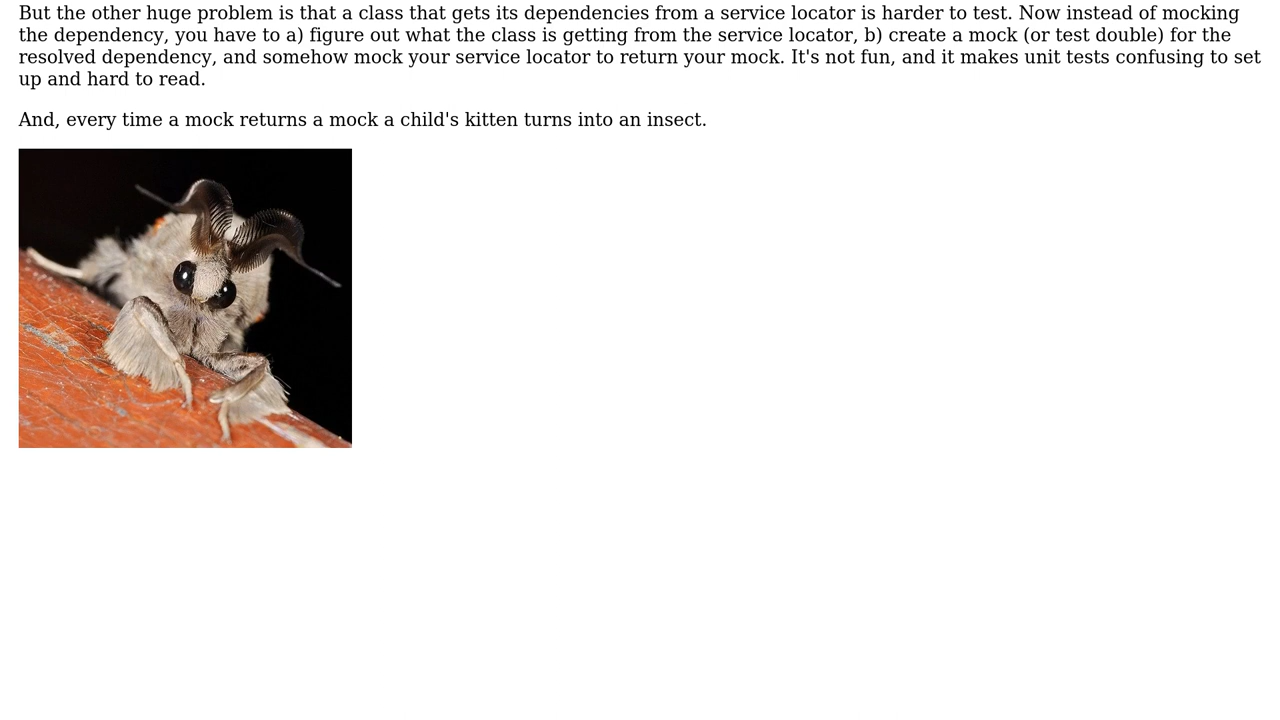 But the other huge problem is that a class that gets its dependencies from a service locator is harder to test. Now instead of mocking
the dependency, you have to a) figure out what the class is getting from the service locator, b) create a mock (or test double) for the
resolved dependency, and somehow mock your service locator to return your mock. It's not fun, and it makes unit tests confusing to set
up and hard to read.
And, every time a mock returns a mock a child's kitten turns into an insect.